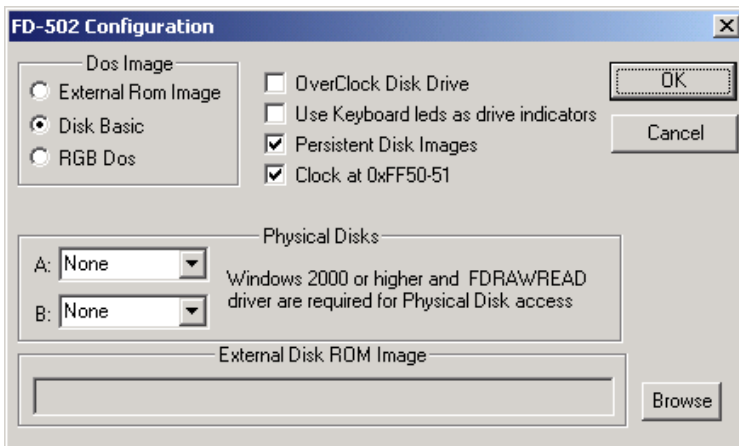 FD-502 Configuration
Dos Image
External Rom Image
Disk Basic
RGB Dos
OverClock Disk Drive
Use Keyboard leds as drive indicators
Persistent Disk Images
Clock at 0xFF50-51
OK
Cancel
Physical Disks
A: None
B: None
Windows 2000 or higher and FDRAWREAD
driver are required for Physical Disk access
External Disk ROM Image
Browse